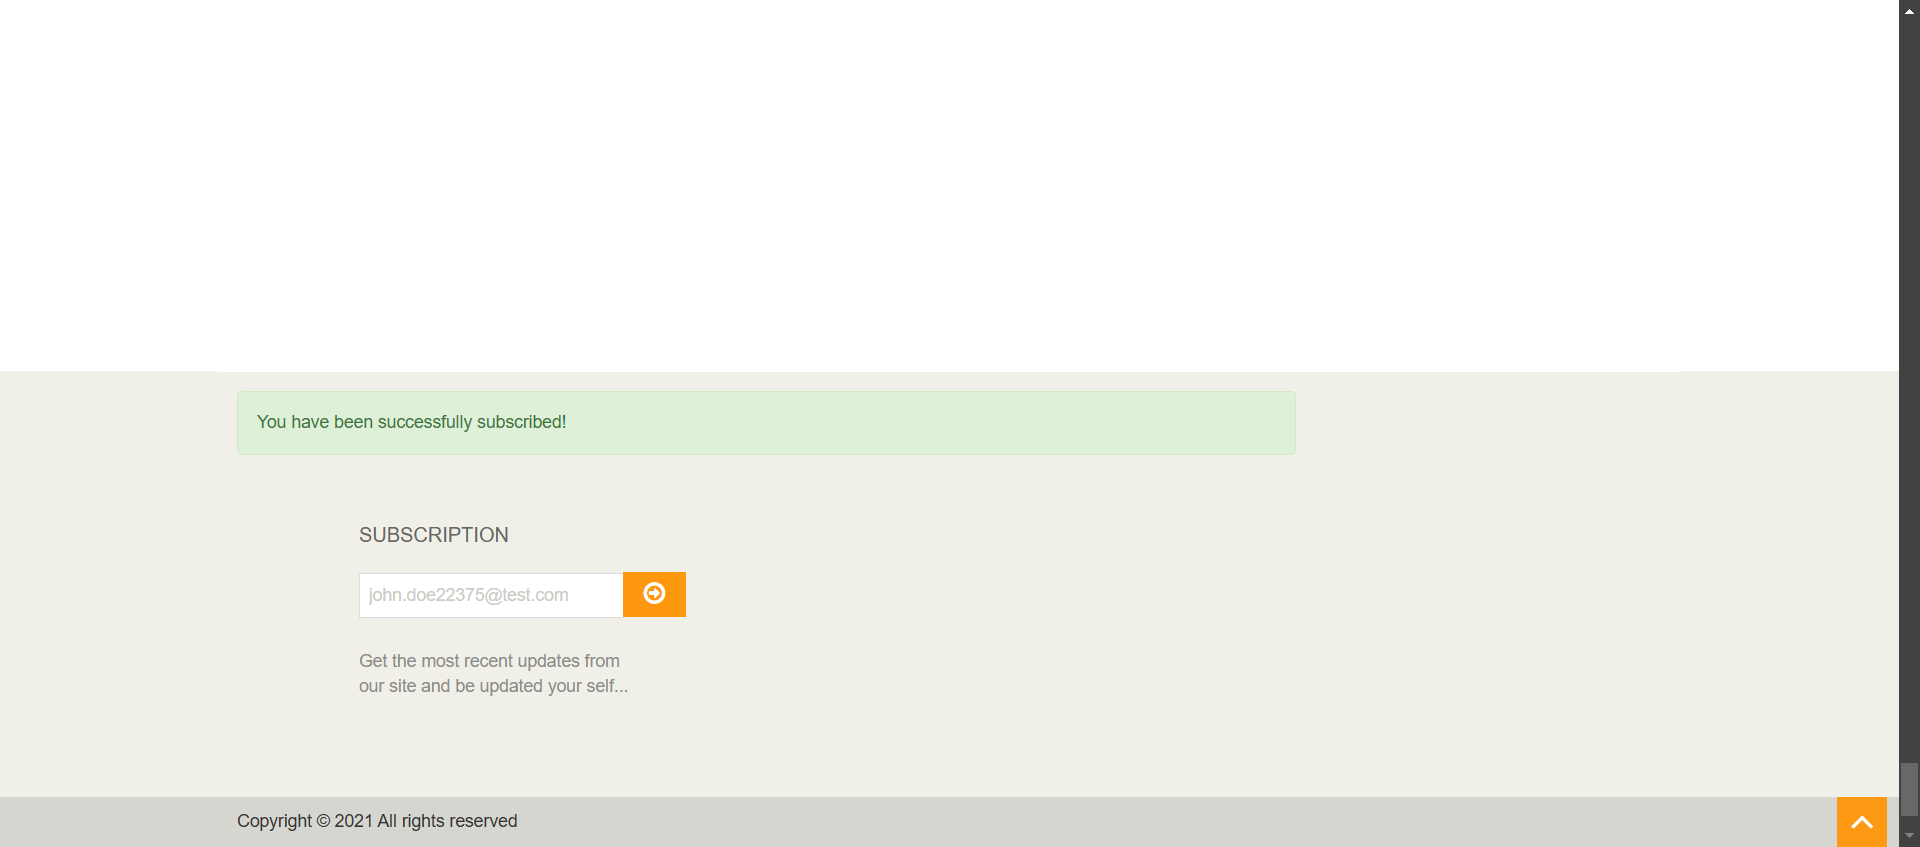 You have been successfully subscribed!
SUBSCRIPTION
john.doe22375@test.com
Get the most recent updates from
our site and be updated your self...
Copyright © 2021 All rights reserved